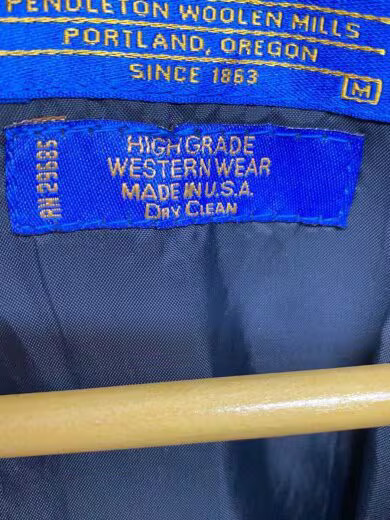 PENDLETON WOOLEN MILLS
PORTLAND, OREGON
SINCE 1863
M
RN 29685
HIGH GRADE
WESTERN WEAR
MADE IN U.S.A.
DRY CLEAN